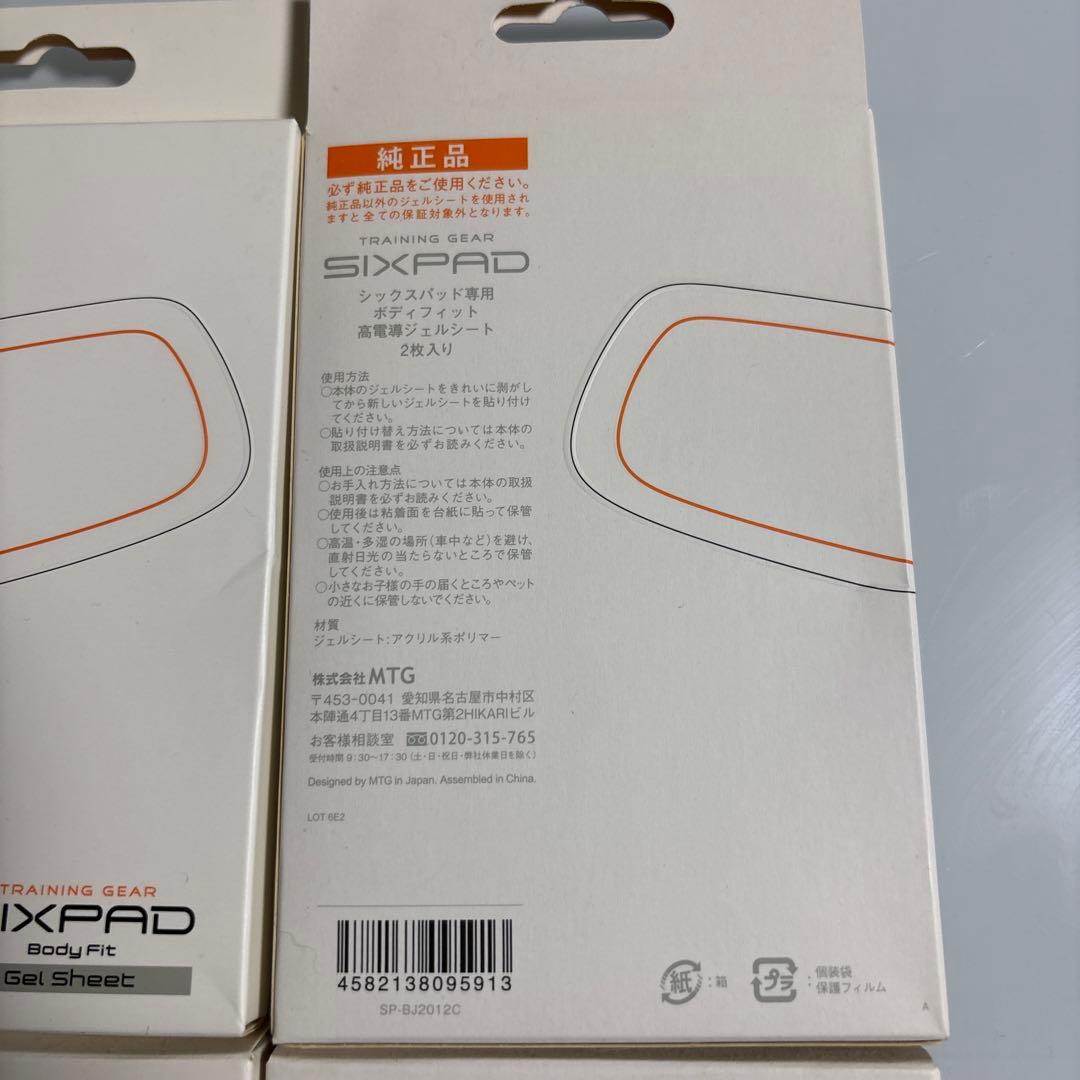 純正品
必ず純正品をご使用ください。
純正品以外のジェルシートを使用され
ますと全ての保証対象外となります。
TRAINING GEAR
SIXPAD
シックスパッド専用
ボディフィット
高電導ジェルシート
2枚入り
使用方法
○本体のジェルシートをきれいに剥がし
てから新しいジェルシートを貼り付け
てください。
○貼り付け替え方法については本体の
取扱説明書を必ずお読みください。
使用上の注意点
○お手入れ方法については本体の取扱
説明書を必ずお読みください。
○使用後は粘着面を台紙に貼って保管
してください。
○高温・多湿の場所(車中など)を避け、
直射日光の当たらないところで保管
してください。
○小さなお子様の手の届くところやペット
の近くに保管しないでください。
材質
ジェルシート:アクリル系ポリマー
株式会社MTG
〒453-0041 愛知県名古屋市中村区
本陣通4丁目13番MTG第2HIKARIビル
お客様相談室 0120-315-765
受付時間 9:30〜17:30 (土・日・祝日・弊社休業日を除く)
Designed by MTG in Japan. Assembled in China.
LOT 6E2
4582138095913
SP-BJ2012C
紙 :箱
プラ : 個装袋
保護フィルム
A
TRAINING GEAR
IXPAD
Body Fit
Gel Sheet